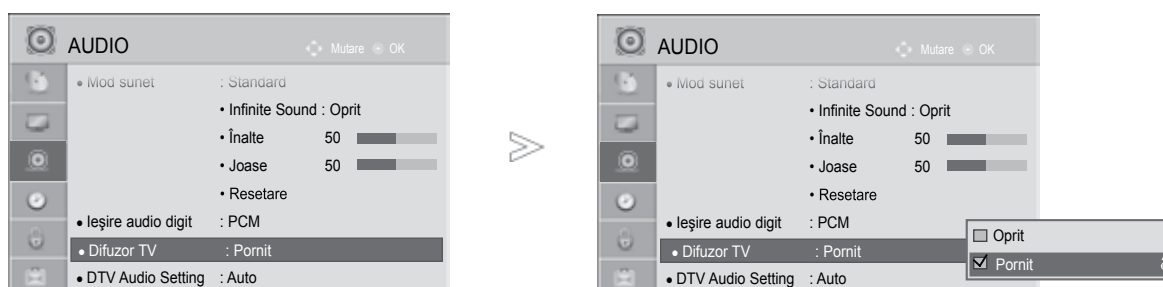 AUDIO
Mutare OK
• Mod sunet : Standard
• Infinite Sound : Oprit
• Înalte 50
• Joase 50
• Resetare
• Ieşire audio digit : PCM
• Difuzor TV : Pornit
• DTV Audio Setting : Auto
AUDIO
Mutare OK
• Mod sunet : Standard
• Infinite Sound : Oprit
• Înalte 50
• Joase 50
• Resetare
• Ieşire audio digit : PCM
• Difuzor TV : Pornit
• DTV Audio Setting : Auto
Oprit
Pornit